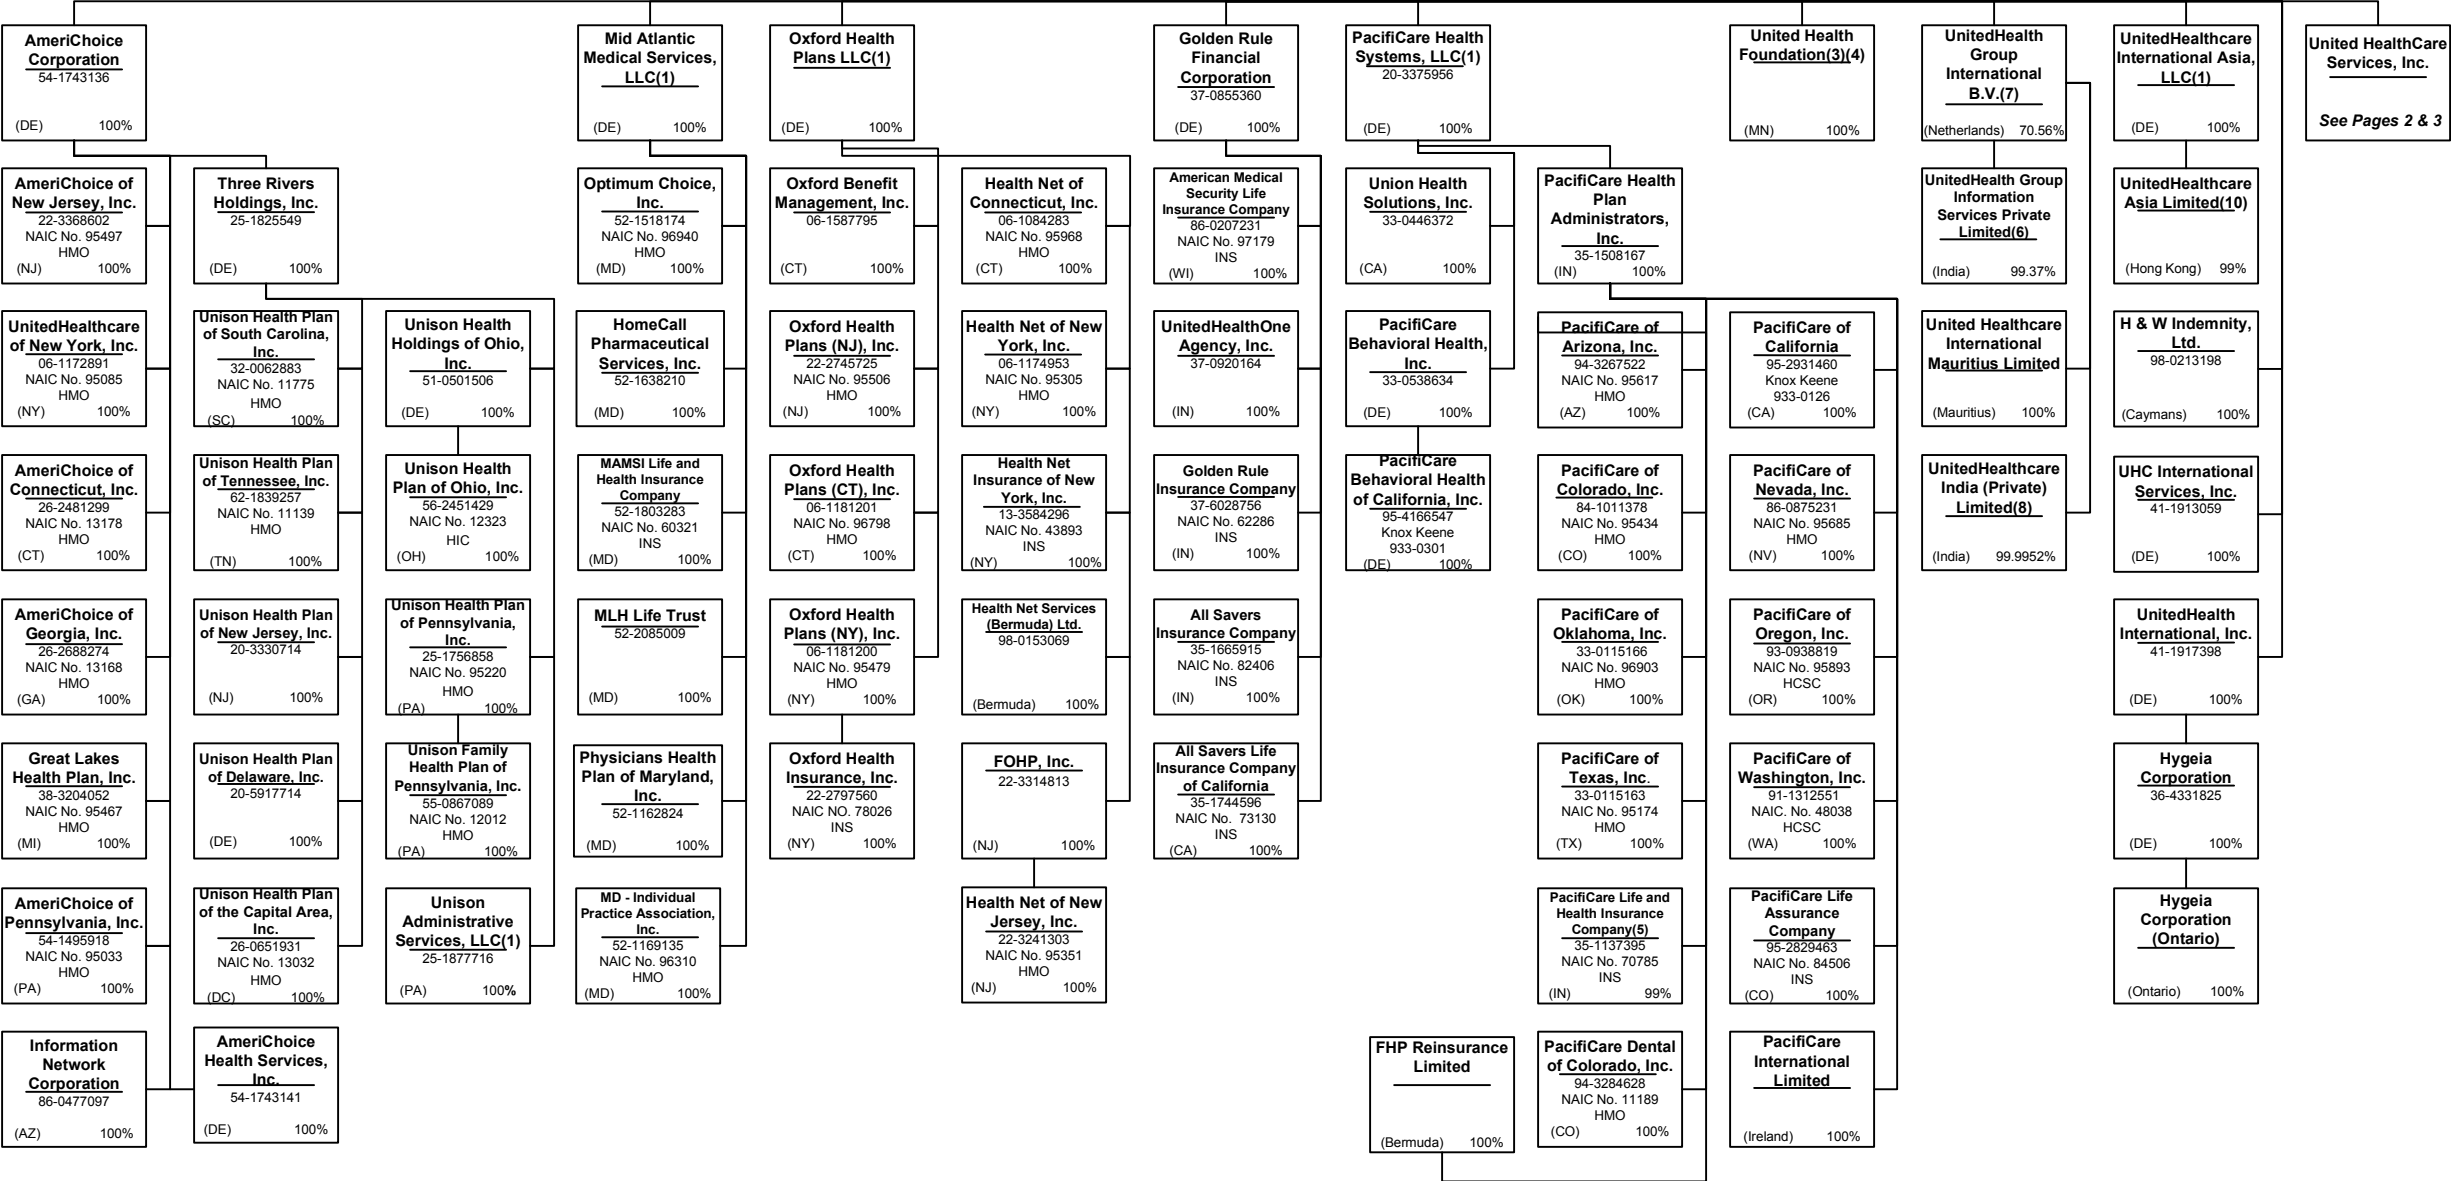 AmeriChoice
Corporation
54-1743136
(DE) 100%
Mid Atlantic
Medical Services,
LLC(1)
(DE) 100%
Oxford Health
Plans LLC(1)
(DE) 100%
Golden Rule
Financial
Corporation
37-0855360
(DE) 100%
PacifiCare Health
Systems, LLC(1)
20-3375956
(DE) 100%
United Health
Foundation(3)(4)
(MN) 100%
UnitedHealth
Group
International
B.V.(7)
(Netherlands) 70.56%
UnitedHealthcare
International Asia,
LLC(1)
(DE) 100%
United HealthCare
Services, Inc.
See Pages 2 & 3
AmeriChoice of
New Jersey, Inc.
22-3368602
NAIC No. 95497
HMO
(NJ) 100%
Three Rivers
Holdings, Inc.
25-1825549
(DE) 100%
Optimum Choice,
Inc.
52-1518174
NAIC No. 96940
HMO
(MD) 100%
Oxford Benefit
Management, Inc.
06-1587795
(CT) 100%
Health Net of
Connecticut, Inc.
06-1084283
NAIC No. 95968
HMO
(CT) 100%
American Medical
Security Life
Insurance Company
86-0207231
NAIC No. 97179
INS
(WI) 100%
Union Health
Solutions, Inc.
33-0446372
(CA) 100%
PacifiCare Health
Plan
Administrators,
Inc.
35-1508167
(IN) 100%
UnitedHealth Group
Information
Services Private
Limited(6)
(India) 99.37%
UnitedHealthcare
Asia Limited(10)
(Hong Kong) 99%
UnitedHealthcare
of New York, Inc.
06-1172891
NAIC No. 95085
HMO
(NY) 100%
Unison Health Plan
of South Carolina,
Inc.
32-0062883
NAIC No. 11775
HMO
(SC) 100%
Unison Health
Holdings of Ohio,
Inc.
51-0501506
(DE) 100%
HomeCall
Pharmaceutical
Services, Inc.
52-1638210
(MD) 100%
Oxford Health
Plans (NJ), Inc.
22-2745725
NAIC No. 95506
HMO
(NJ) 100%
Health Net of New
York, Inc.
06-1174953
NAIC No. 95305
HMO
(NY) 100%
UnitedHealthOne
Agency, Inc.
37-0920164
(IN) 100%
PacifiCare
Behavioral Health,
Inc.
33-0538634
(DE) 100%
PacifiCare of
Arizona, Inc.
94-3267522
NAIC No. 95617
HMO
(AZ) 100%
PacifiCare of
California
95-2931460
Knox Keene
933-0126
(CA) 100%
United Healthcare
International
Mauritius Limited
(Mauritius) 100%
H & W Indemnity,
Ltd.
98-0213198
(Caymans) 100%
AmeriChoice of
Connecticut, Inc.
26-2481299
NAIC No. 13178
HMO
(CT) 100%
Unison Health Plan
of Tennessee, Inc.
62-1839257
NAIC No. 11139
HMO
(TN) 100%
Unison Health
Plan of Ohio, Inc.
56-2451429
NAIC No. 12323
HIC
(OH) 100%
MAMSI Life and
Health Insurance
Company
52-1803283
NAIC No. 60321
INS
(MD) 100%
Oxford Health
Plans (CT), Inc.
06-1181201
NAIC No. 96798
HMO
(CT) 100%
Health Net
Insurance of New
York, Inc.
13-3584296
NAIC No. 43893
INS
(NY) 100%
Golden Rule
Insurance Company
37-6028756
NAIC No. 62286
INS
(IN) 100%
PacifiCare
Behavioral Health
of California, Inc.
95-4166547
Knox Keene
933-0301
(DE) 100%
PacifiCare of
Colorado, Inc.
84-1011378
NAIC No. 95434
HMO
(CO) 100%
PacifiCare of
Nevada, Inc.
86-0875231
NAIC No. 95685
HMO
(NV) 100%
UnitedHealthcare
India (Private)
Limited(8)
(India) 99.9952%
UHC International
Services, Inc.
41-1913059
(DE) 100%
AmeriChoice of
Georgia, Inc.
26-2688274
NAIC No. 13168
HMO
(GA) 100%
Unison Health Plan
of New Jersey, Inc.
20-3330714
(NJ) 100%
Unison Health Plan
of Pennsylvania,
Inc.
25-1756858
NAIC No. 95220
HMO
(PA) 100%
MLH Life Trust
52-2085009
(MD) 100%
Oxford Health
Plans (NY), Inc.
06-1181200
NAIC No. 95479
HMO
(NY) 100%
Health Net Services
(Bermuda) Ltd.
98-0153069
(Bermuda) 100%
All Savers
Insurance Company
35-1665915
NAIC No. 82406
INS
(IN) 100%
PacifiCare of
Oklahoma, Inc.
33-0115166
NAIC No. 96903
HMO
(OK) 100%
PacifiCare of
Oregon, Inc.
93-0938819
NAIC No. 95893
HCSC
(OR) 100%
UnitedHealth
International, Inc.
41-1917398
(DE) 100%
Great Lakes
Health Plan, Inc.
38-3204052
NAIC No. 95467
HMO
(MI) 100%
Unison Health Plan
of Delaware, Inc.
20-5917714
(DE) 100%
Unison Family
Health Plan of
Pennsylvania, Inc.
55-0867089
NAIC No. 12012
HMO
(PA) 100%
Physicians Health
Plan of Maryland,
Inc.
52-1162824
(MD) 100%
Oxford Health
Insurance, Inc.
22-2797560
NAIC NO. 78026
INS
(NY) 100%
FOHP, Inc.
22-3314813
(NJ) 100%
All Savers Life
Insurance Company
of California
35-1744596
NAIC No. 73130
INS
(CA) 100%
PacifiCare of
Texas, Inc.
33-0115163
NAIC No. 95174
HMO
(TX) 100%
PacifiCare of
Washington, Inc.
91-1312551
NAIC. No. 48038
HCSC
(WA) 100%
Hygeia
Corporation
36-4331825
(DE) 100%
AmeriChoice of
Pennsylvania, Inc.
54-1495918
NAIC No. 95033
HMO
(PA) 100%
Unison Health Plan
of the Capital Area,
Inc.
26-0651931
NAIC No. 13032
HMO
(DC) 100%
Unison
Administrative
Services, LLC(1)
25-1877716
(PA) 100%
MD - Individual
Practice Association,
Inc.
52-1169135
NAIC No. 96310
HMO
(MD) 100%
Health Net of New
Jersey, Inc.
22-3241303
NAIC No. 95351
HMO
(NJ) 100%
PacifiCare Life and
Health Insurance
Company(5)
35-1137395
NAIC No. 70785
INS
(IN) 99%
PacifiCare Life
Assurance
Company
95-2829463
NAIC No. 84506
INS
(CO) 100%
Hygeia
Corporation
(Ontario)
(Ontario) 100%
Information
Network
Corporation
86-0477097
(AZ) 100%
AmeriChoice
Health Services,
Inc.
54-1743141
(DE) 100%
FHP Reinsurance
Limited
(Bermuda) 100%
PacifiCare Dental
of Colorado, Inc.
94-3284628
NAIC No. 11189
HMO
(CO) 100%
PacifiCare
International
Limited
(Ireland) 100%